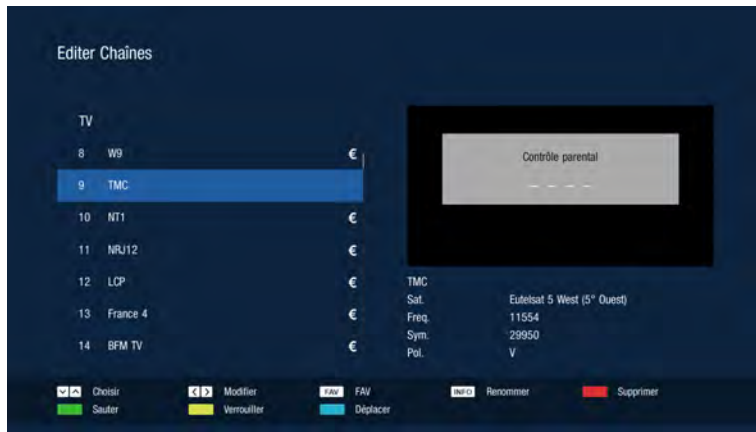 Editer Chaînes
TV
8 W9 €
9 TMC
10 NT1 €
11 NRJ12 €
12 LCP €
13 France 4 €
14 BFM TV €
Contrôle parental
_ _ _ _
TMC
Sat. Eutelsat 5 West (5° Ouest)
Freq. 11554
Sym. 29950
Pol. V
Choisir Modifier FAV FAV INFO Renommer Supprimer
Sauter Verrouiller Déplacer